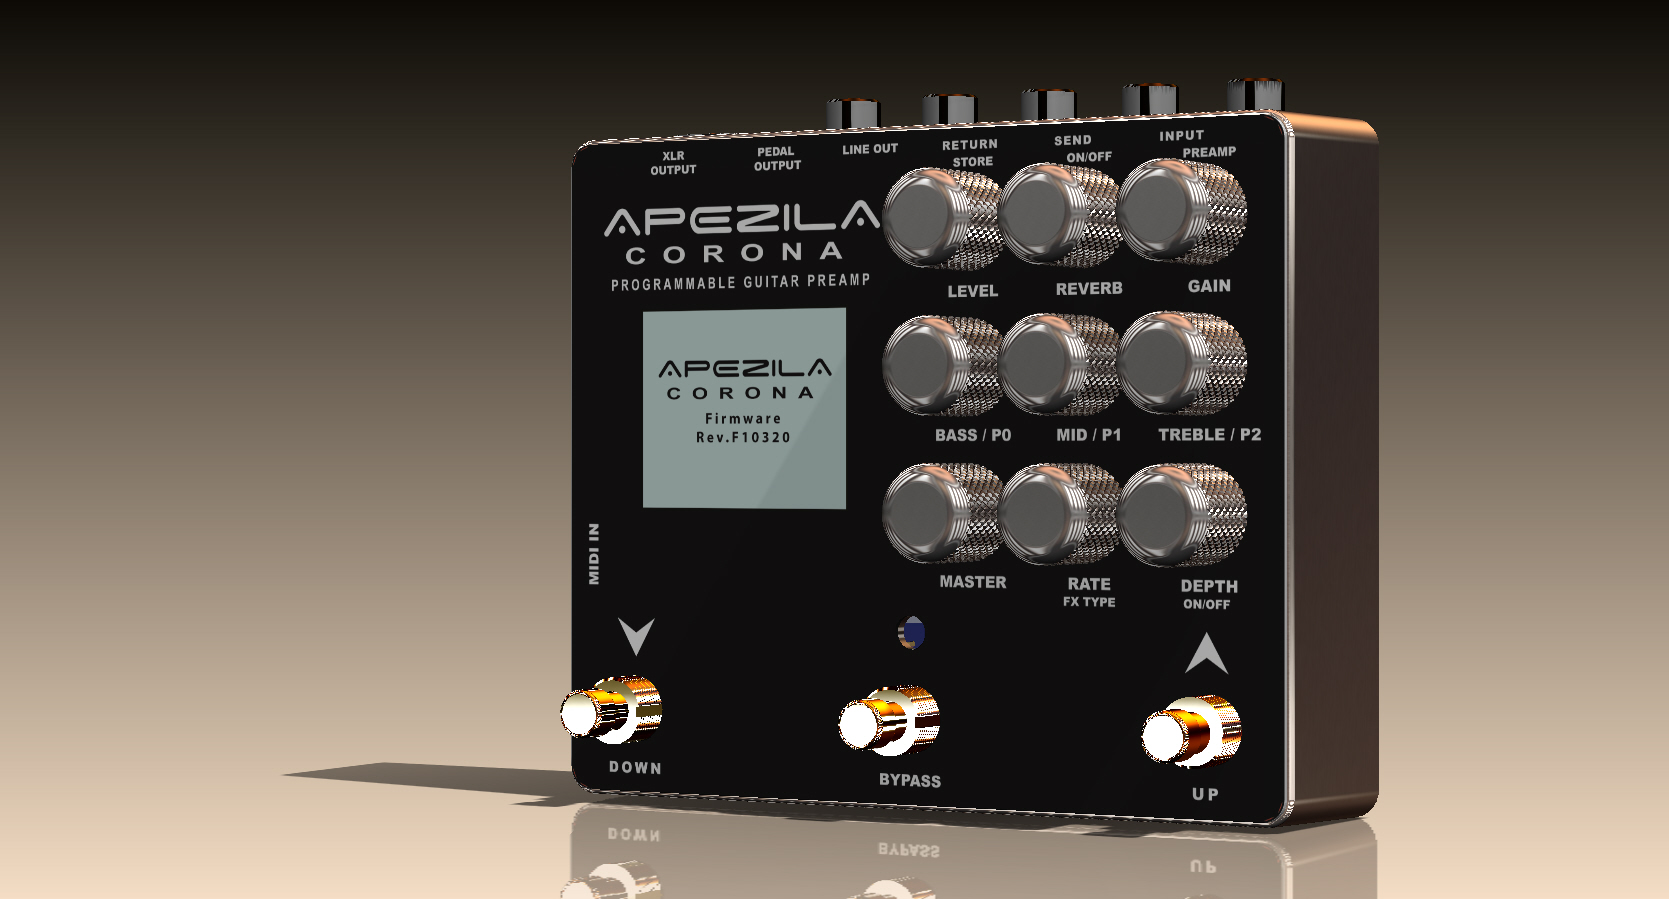 XLR
OUTPUT
PEDAL
OUTPUT
LINE OUT
RETURN
STORE
SEND
ON/OFF
INPUT
PREAMP
APEZILA
CORONA
PROGRAMMABLE GUITAR PREAMP
LEVEL
REVERB
GAIN
APEZILA
CORONA
Firmware
Rev.F10320
BASS / P0
MID / P1
TREBLE / P2
MIDI IN
MASTER
RATE
FX TYPE
DEPTH
ON/OFF
DOWN
BYPASS
UP